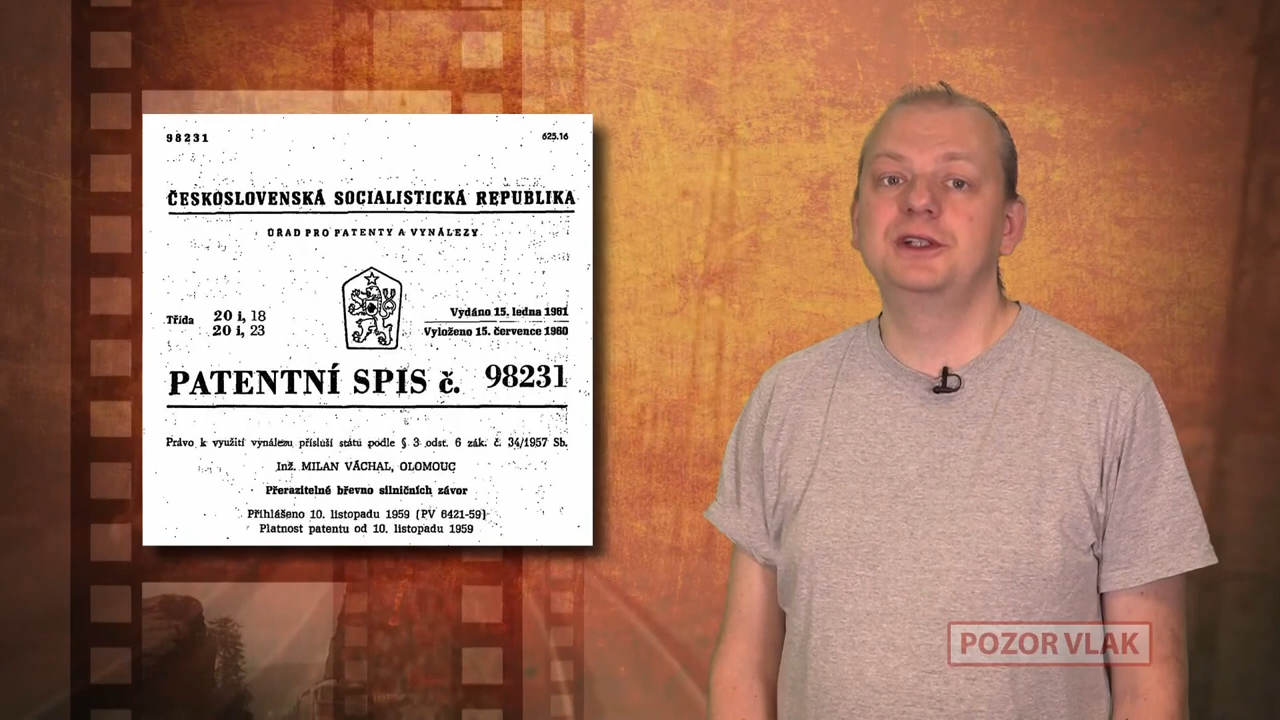 98231
625.16
ČESKOSLOVENSKÁ SOCIALISTICKÁ REPUBLIKA
ÚŘAD PRO PATENTY A VYNÁLEZY
Třída 20 i, 18
20 i, 23
Vydáno 15. ledna 1961
Vyloženo 15. července 1960
PATENTNÍ SPIS č. 98231
Právo k využití vynálezu přísluší státu podle § 3 odst. 6 zák. č. 34/1957 Sb.
Inž. MILAN VÁCHAL, OLOMOUC
Přerazitelné břevno silničních závor
Přihlášeno 10. listopadu 1959 (PV 6421-59)
Platnost patentu od 10. listopadu 1959
POZOR VLAK